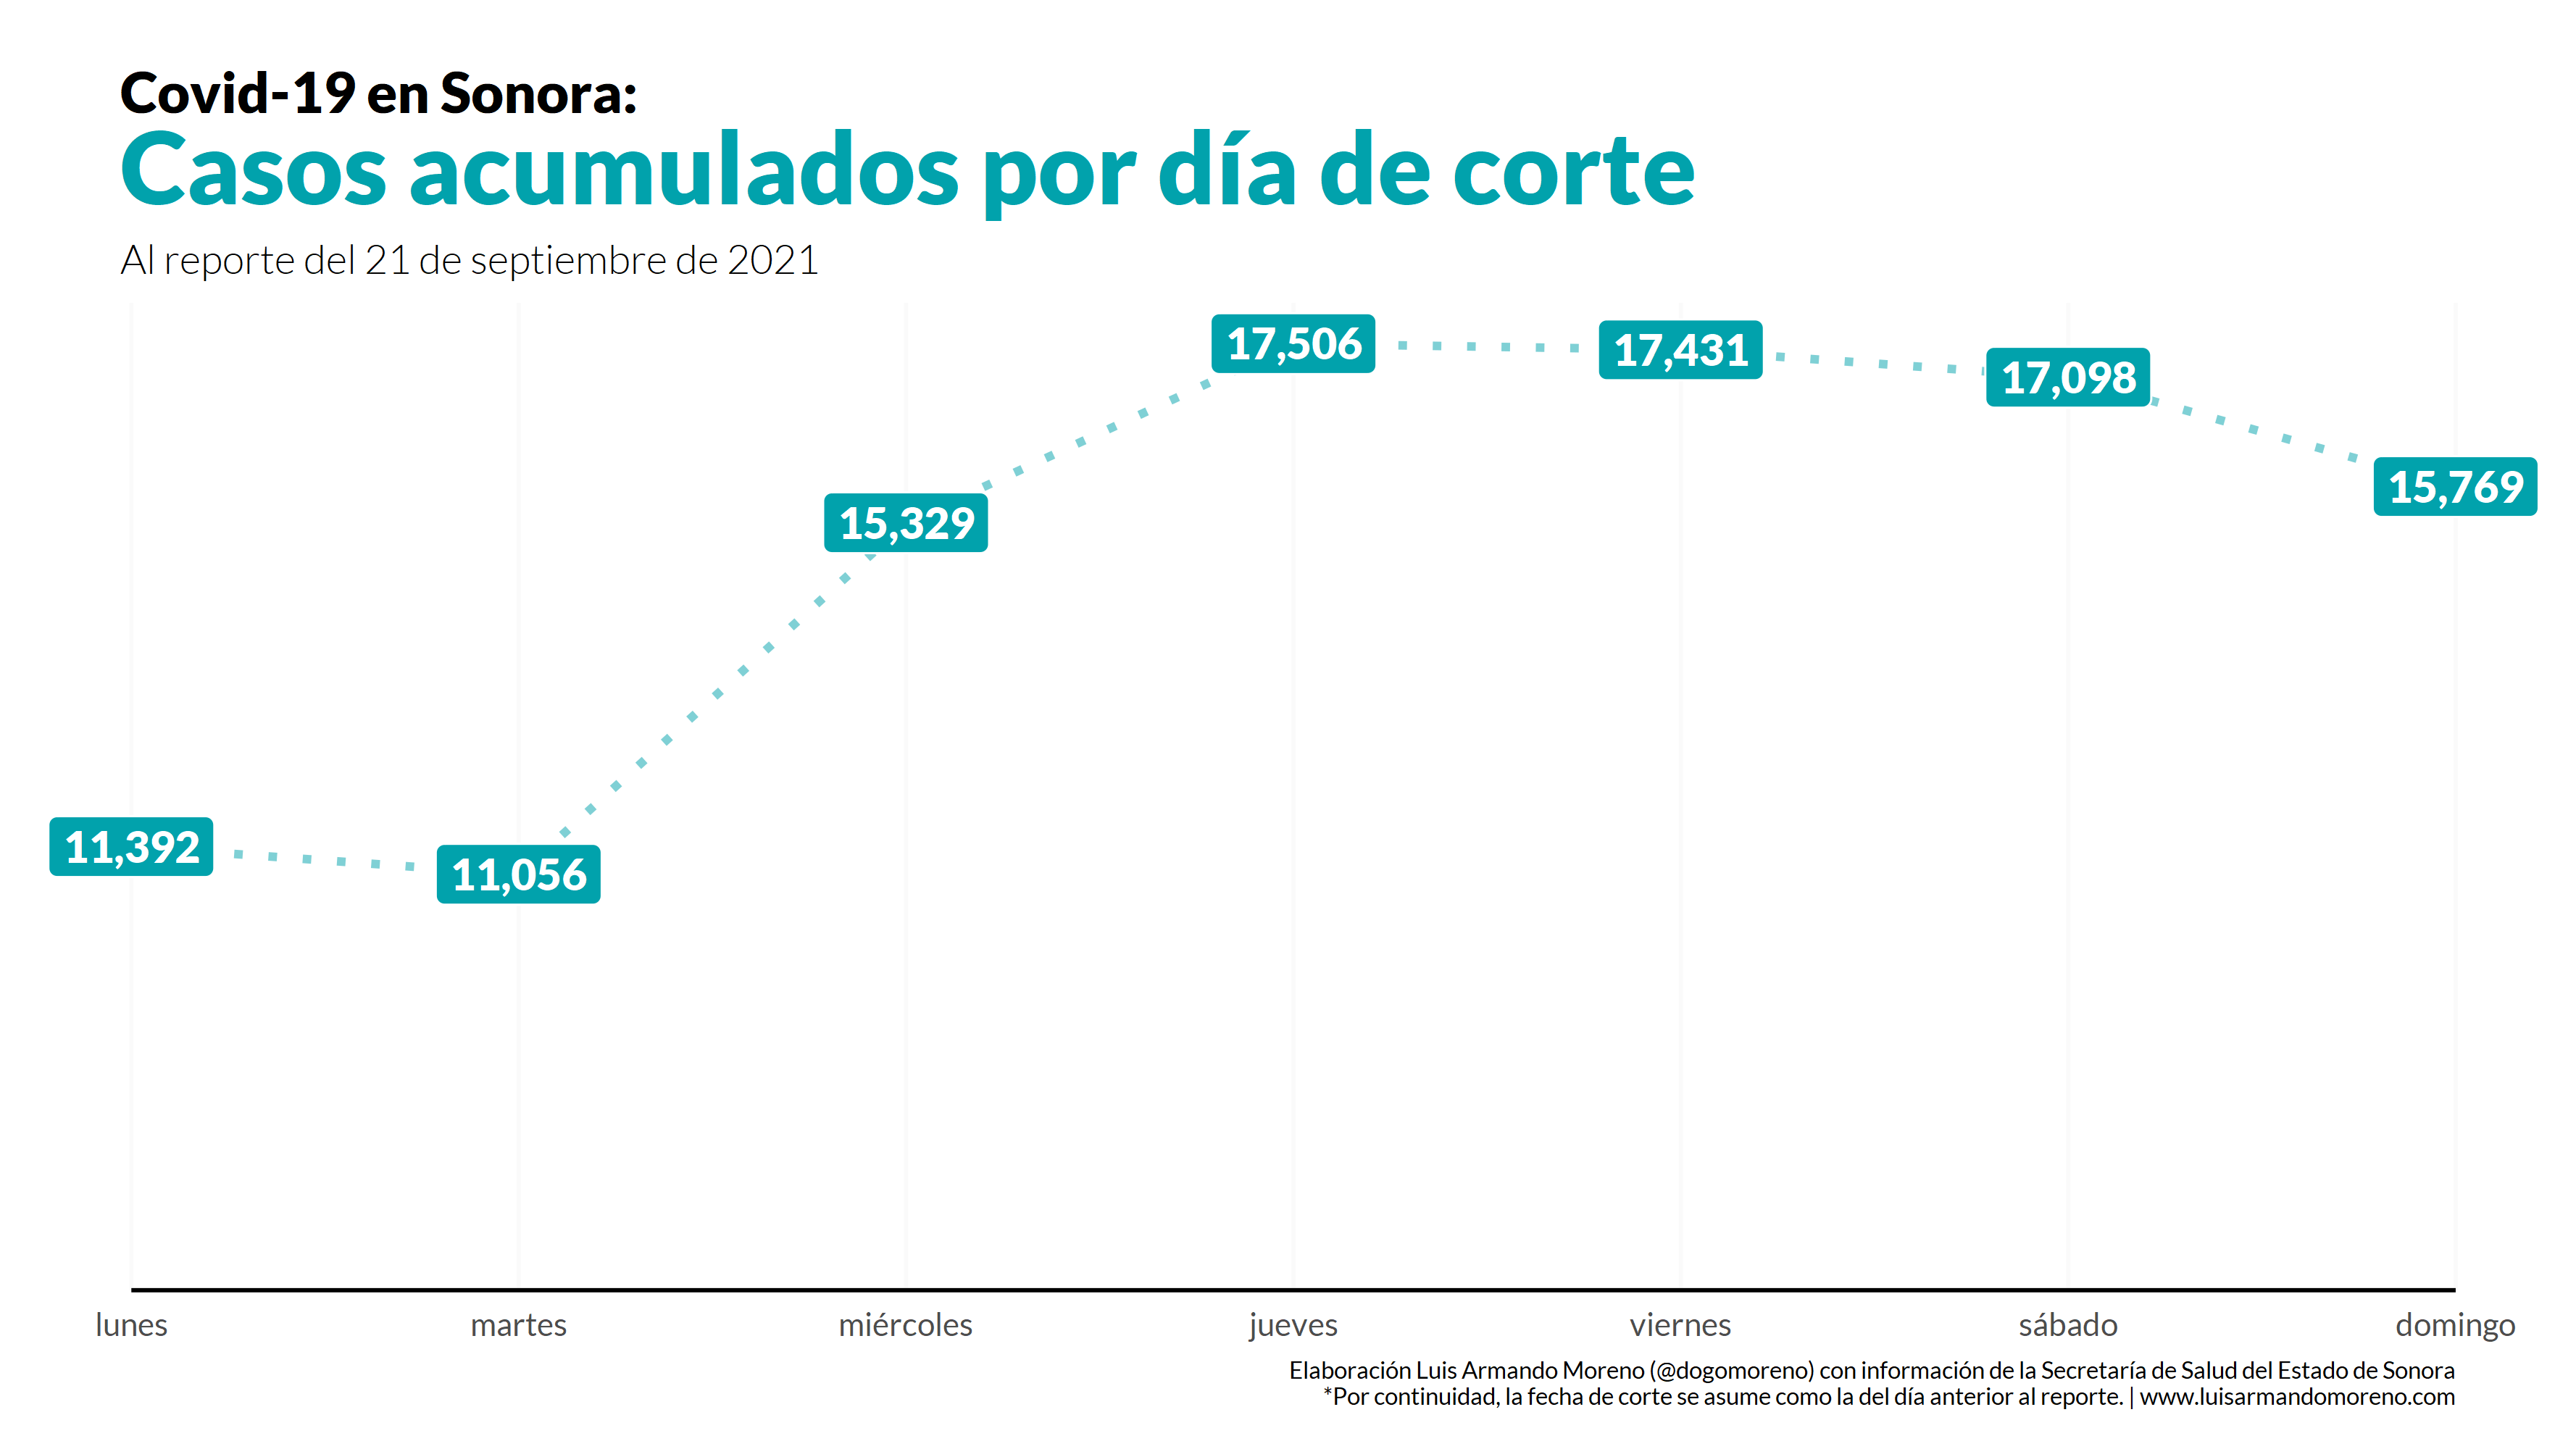 Covid-19 en Sonora:
Casos acumulados por día de corte
Al reporte del 21 de septiembre de 2021
17,506
17,431
17,098
15,769
15,329
11,392
11,056
lunes martes miércoles jueves viernes sábado domingo
Elaboración Luis Armando Moreno (@dogomoreno) con información de la Secretaría de Salud del Estado de Sonora
*Por continuidad, la fecha de corte se asume como la del día anterior al reporte. | www.luisarmandomoreno.com